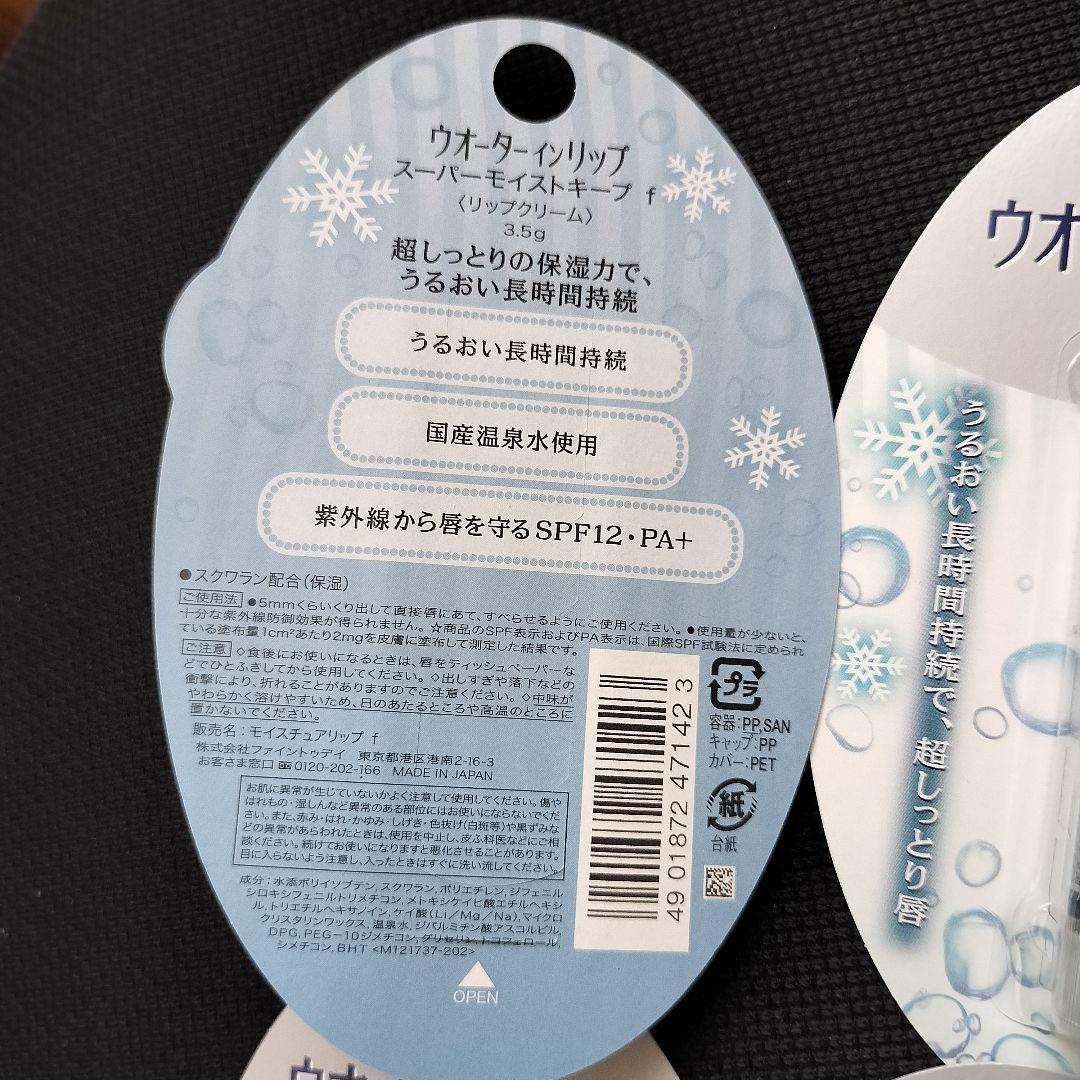 ウオーターインリップ
スーパーモイストキープ f
〈リップクリーム〉
3.5g
超しっとりの保湿力で、
うるおい長時間持続
うるおい長時間持続
国産温泉水使用
紫外線から唇を守るSPF12・PA+
●スクワラン配合(保湿)
ご使用法 ●5mmくらいくり出して直接唇にあて、すべらせるようにご使用ください。●使用量が少ないと、
十分な紫外線防御効果が得られません。☆商品のSPF表示およびPA表示は、国際SPF試験法に定められ
ている塗布量1cm²あたり2mgを皮膚に塗布して測定した結果です。
ご注意 ◇食後にお使いになるときは、唇をティッシュペーパーな
どでひとふきしてから使用してください。◇出しすぎや落下などの
衝撃により、折れることがありますのでご注意ください。◇中味が
やわらかく溶けやすいため、日のあたるところや高温のところに
置かないでください。
販売名：モイスチュアリップ f
株式会社ファイントゥデイ 東京都港区港南2-16-3
お客さま窓口 0120-202-166 MADE IN JAPAN
お肌に異常が生じていないかよく注意して使用してください。傷や
はれもの・湿しんなど異常のある部位にはお使いにならないでくだ
さい。また、赤み・はれ・かゆみ・しげき・色抜け(白斑等)や黒ずみな
どの異常があらわれたときは、使用を中止し、皮ふ科医などにご相
談ください。続けてお使いになりますと悪化させることがあります。
目に入らないよう注意し、入ったときはすぐに洗い流してください。
成分：水添ポリイソブテン、スクワラン、ポリエチレン、ジフェニル
シロキシフェニルトリメチコン、メトキシケイヒ酸エチルヘキシ
ル、トリエチルヘキサノイン、ケイ酸(Li/Mg/Na)、マイクロ
クリスタリンワックス、温泉水、ジパルミチン酸アスコルビル、
DPG、PEG-10ジメチコン、グリセリン、トコフェロール、
シメチコン、BHT <M121737-202>
OPEN
4 901872 471423
プラ
容器：PP,SAN
キャップ：PP
カバー：PET
紙
台紙
ウオ
うるおい長時間持続で、超しっとり唇
ウオ